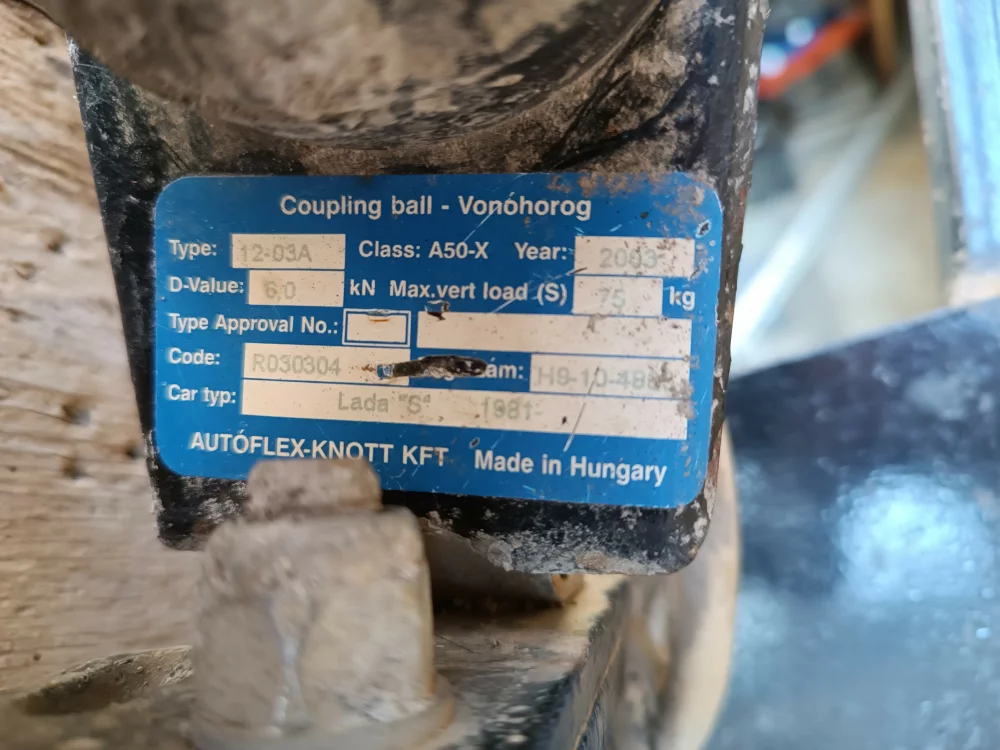 Coupling ball - Vonóhorog
Type: 12-03A Class: A50-X Year: 2003
D-Value: 6,0 kN Max.vert load (S) 75 kg
Type Approval No.:
Code: R030304
Car typ: Lada "S" 1981-
AUTÓFLEX-KNOTT KFT Made in Hungary